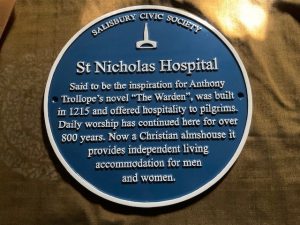 SALISBURY CIVIC SOCIETY
St Nicholas Hospital
Said to be the inspiration for Anthony
Trollope's novel "The Warden", was built
in 1215 and offered hospitality to pilgrims.
Daily worship has continued here for over
800 years. Now a Christian almshouse it
provides independent living
accommodation for men
and women.